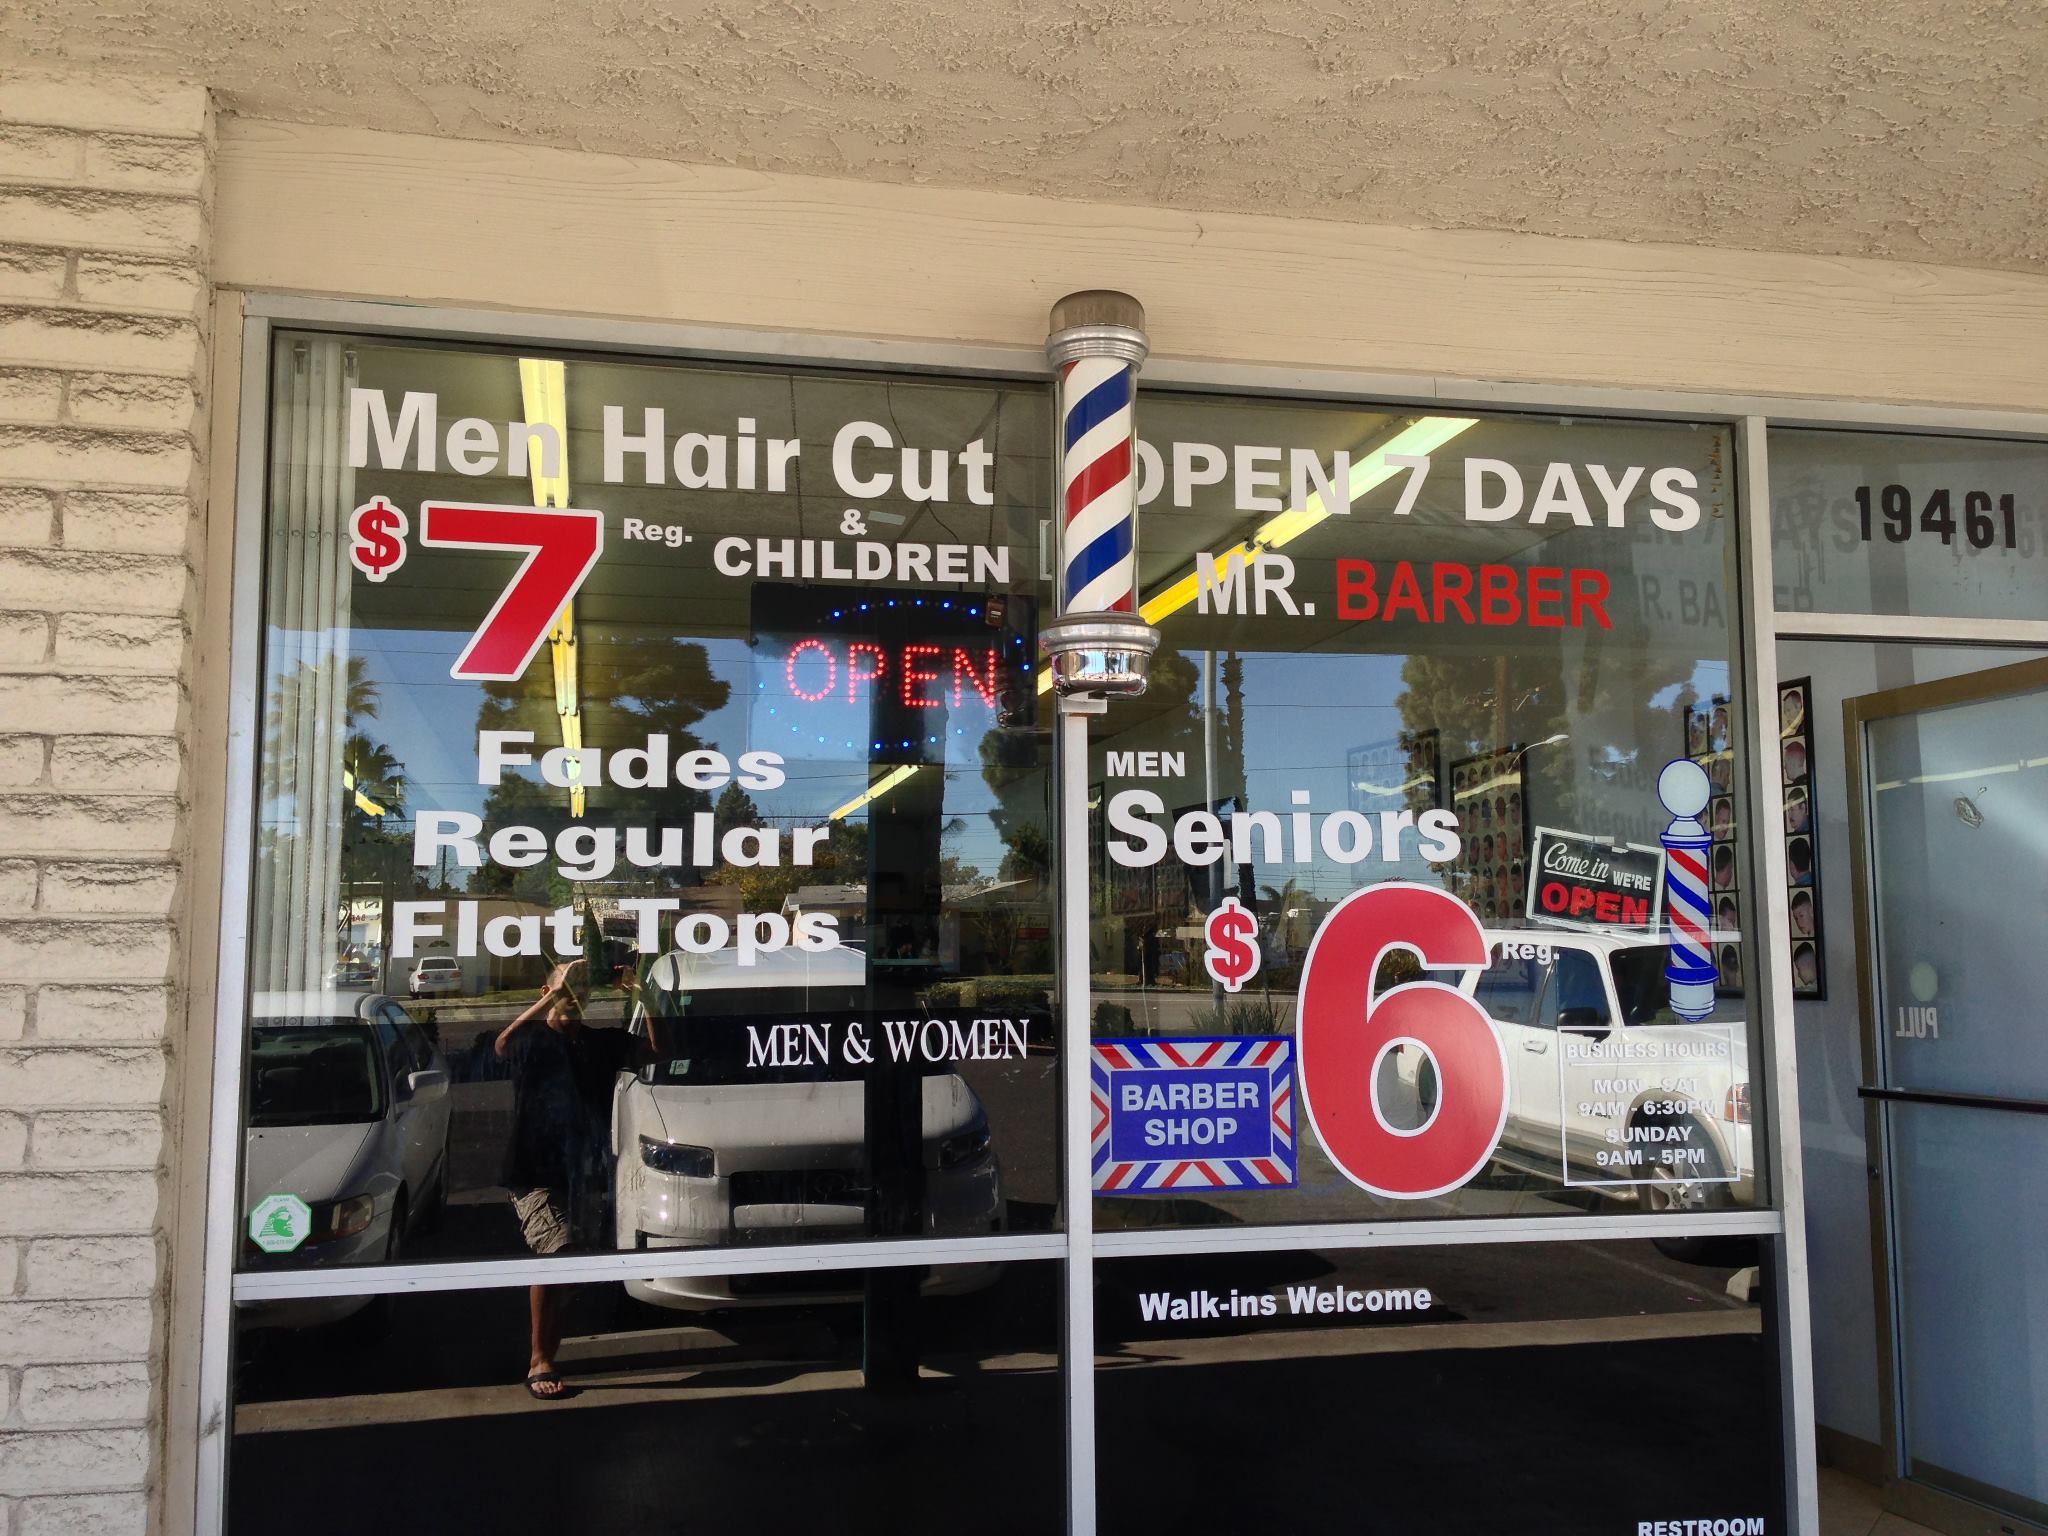 Men Hair Cut
$7 Reg. & CHILDREN
OPEN
Fades
Regular
Flat Tops
MEN & WOMEN
OPEN 7 DAYS
MR. BARBER
19461
MEN
Seniors
$6 Reg.
Come in WE'RE
OPEN
BARBER
SHOP
BUSINESS HOURS
MON - SAT
9AM - 6:30PM
SUNDAY
9AM - 5PM
Walk-ins Welcome
RESTROOM
PULL